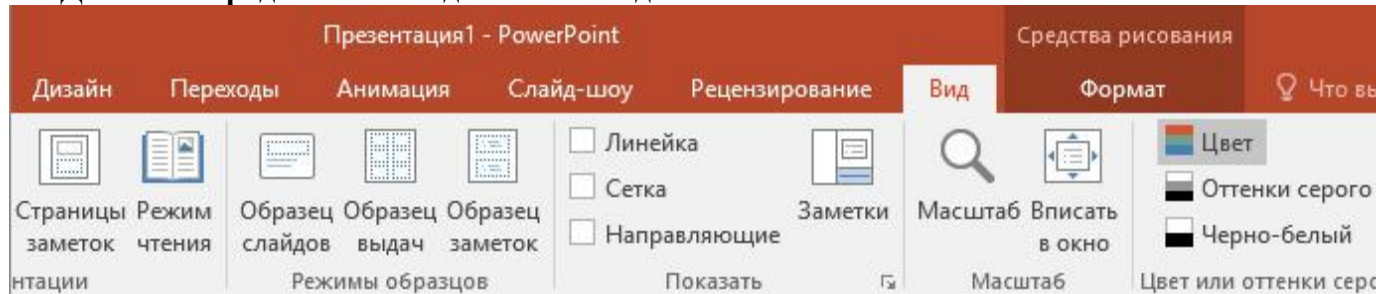 Презентация1 - PowerPoint
Средства рисования
Дизайн Переходы Анимация Слайд-шоу Рецензирование Вид Формат Что вы
Страницы заметок
Режим чтения
Образец слайдов
Образец выдач
Образец заметок
Линейка
Сетка
Направляющие
Заметки
Масштаб
Вписать в окно
Цвет
Оттенки серого
Черно-белый
нтации
Режимы образцов
Показать
Масштаб
Цвет или оттенки серо